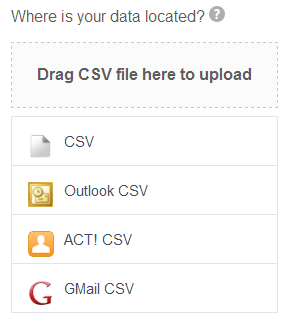 Where is your data located? ?
Drag CSV file here to upload
CSV
Outlook CSV
ACT! CSV
G GMail CSV